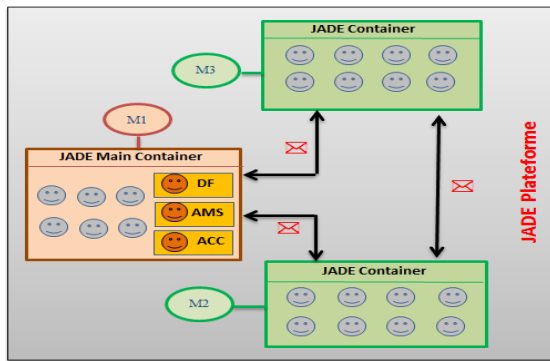 JADE Container
M3
M1
JADE Main Container
DF
AMS
ACC
JADE Plateforme
JADE Container
M2